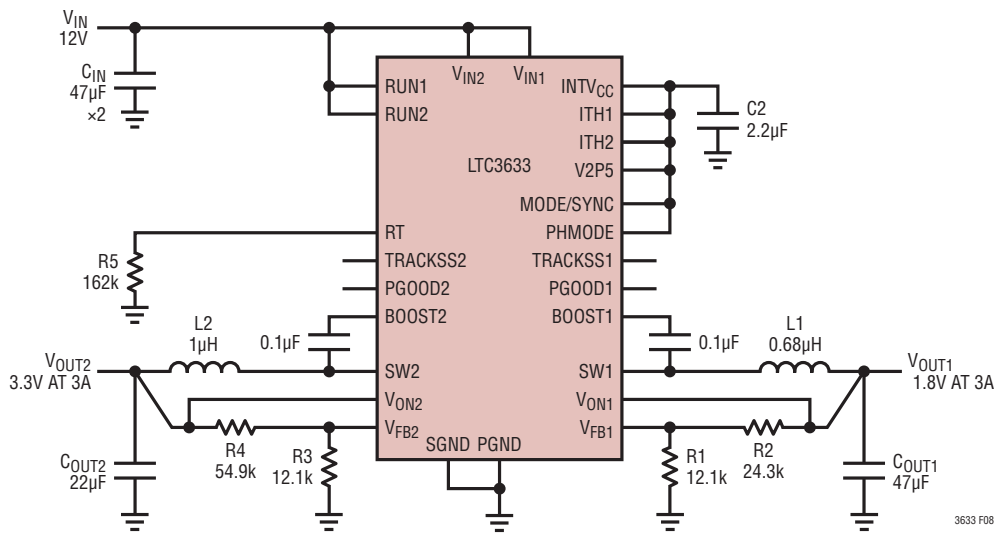 VIN
12V
CIN
47µF
×2
VIN2
VIN1
RUN1
RUN2
INTVCC
ITH1
ITH2
V2P5
MODE/SYNC
PHMODE
C2
2.2µF
LTC3633
RT
R5
162k
TRACKSS2
TRACKSS1
PGOOD2
PGOOD1
BOOST2
BOOST1
L2
1µH
0.1µF
0.1µF
L1
0.68µH
VOUT2
3.3V AT 3A
SW2
SW1
VOUT1
1.8V AT 3A
VON2
VON1
VFB2
VFB1
SGND PGND
R4
54.9k
R3
12.1k
R1
12.1k
R2
24.3k
COUT2
22µF
COUT1
47µF
3633 F08